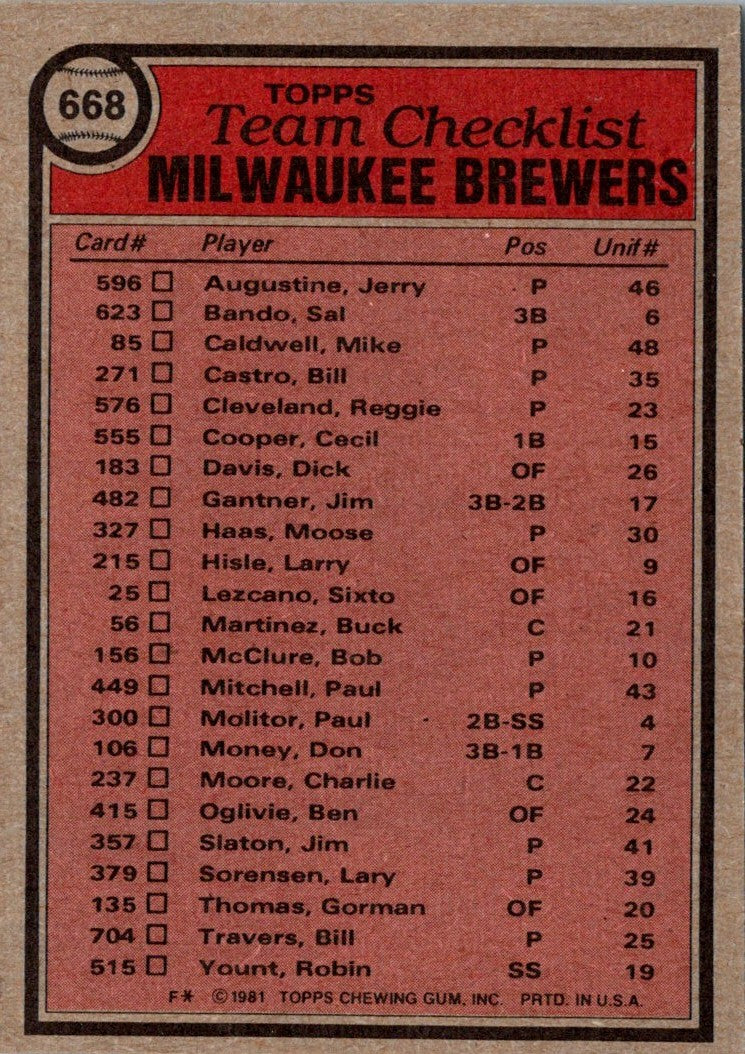 668
TOPPS
Team Checklist
MILWAUKEE BREWERS
Card# Player Pos Unif#
596 □ Augustine, Jerry P 46
623 □ Bando, Sal 3B 6
85 □ Caldwell, Mike P 48
271 □ Castro, Bill P 35
576 □ Cleveland, Reggie P 23
555 □ Cooper, Cecil 1B 15
183 □ Davis, Dick OF 26
482 □ Gantner, Jim 3B-2B 17
327 □ Haas, Moose P 30
215 □ Hisle, Larry OF 9
25 □ Lezcano, Sixto OF 16
56 □ Martinez, Buck C 21
156 □ McClure, Bob P 10
449 □ Mitchell, Paul P 43
300 □ Molitor, Paul 2B-SS 4
106 □ Money, Don 3B-1B 7
237 □ Moore, Charlie C 22
415 □ Oglivie, Ben OF 24
357 □ Slaton, Jim P 41
379 □ Sorensen, Lary P 39
135 □ Thomas, Gorman OF 20
704 □ Travers, Bill P 25
515 □ Yount, Robin SS 19
F* ©1981 TOPPS CHEWING GUM, INC. PRTD. IN U.S.A.